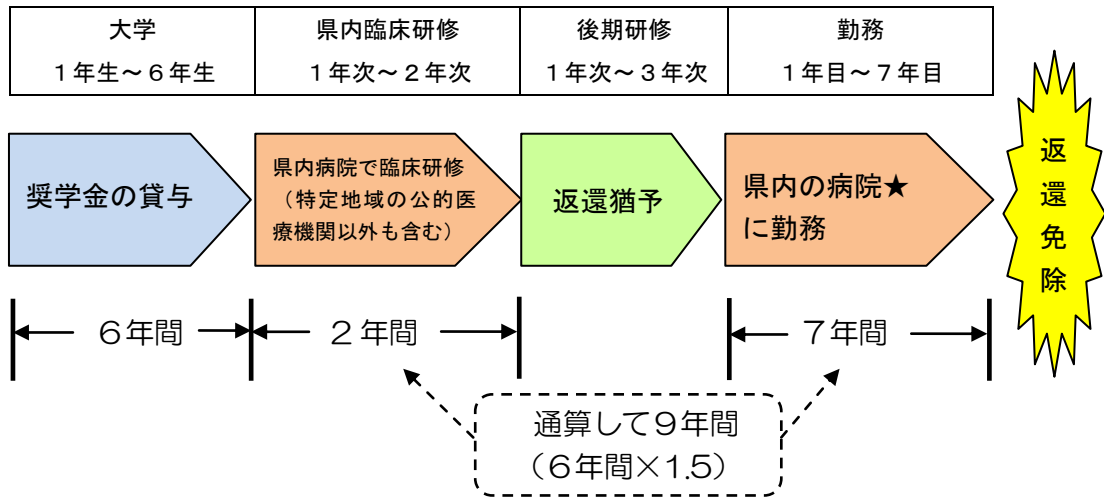 大学
１年生～６年生
県内臨床研修
１年次～２年次
後期研修
１年次～３年次
勤務
１年目～７年目
奨学金の貸与
県内病院で臨床研修
（特定地域の公的医
療機関以外も含む）
返還猶予
県内の病院★
に勤務
返
還
免
除
６年間
２年間
７年間
通算して９年間
（６年間×1.5）